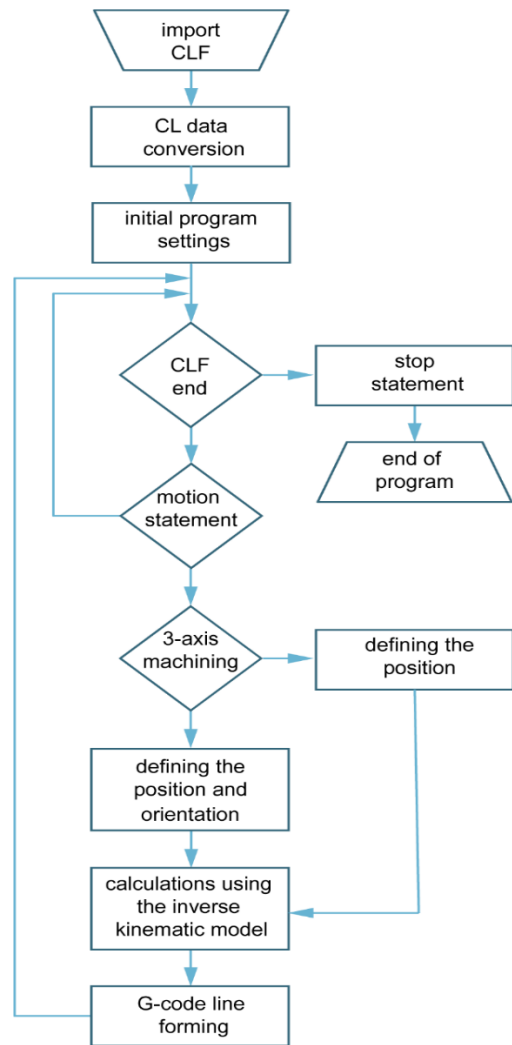 import
CLF
CL data
conversion
initial program
settings
CLF
end
stop
statement
end of
program
motion
statement
3-axis
machining
defining the
position
defining the
position and
orientation
calculations using
the inverse
kinematic model
G-code line
forming